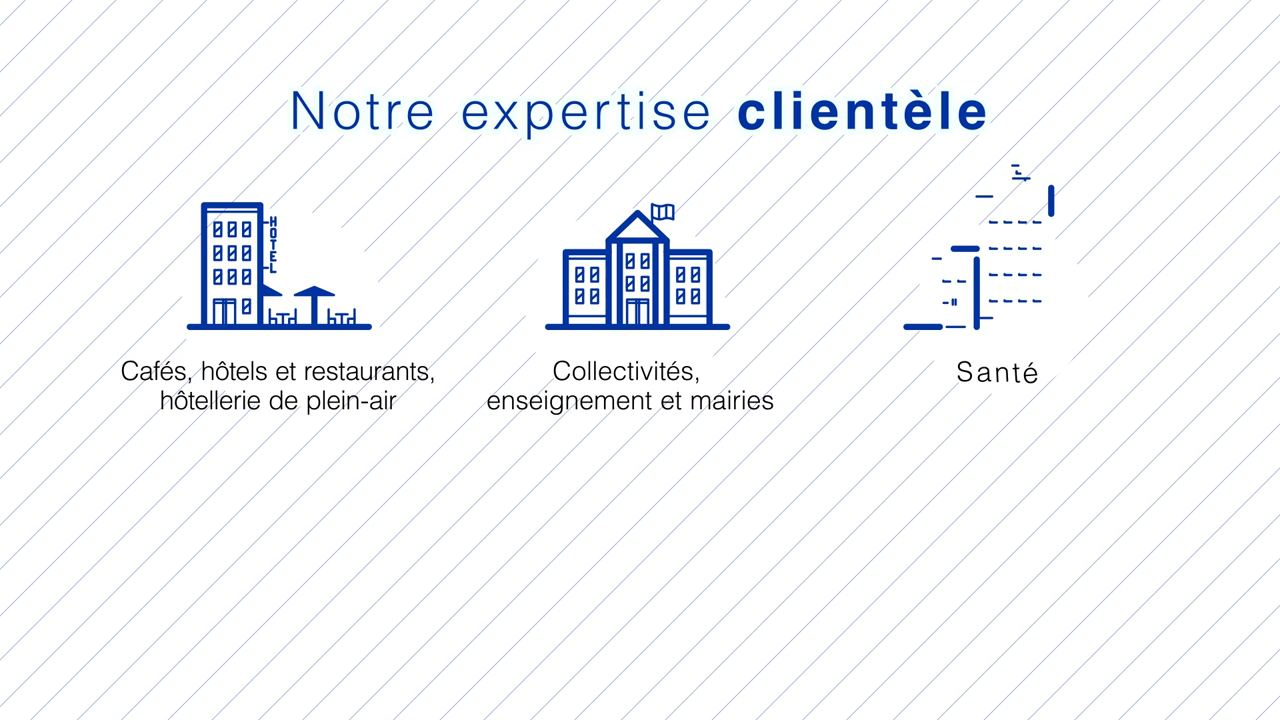 Notre expertise clientèle
HOTEL
Cafés, hôtels et restaurants,
hôtellerie de plein-air
Collectivités,
enseignement et mairies
Santé